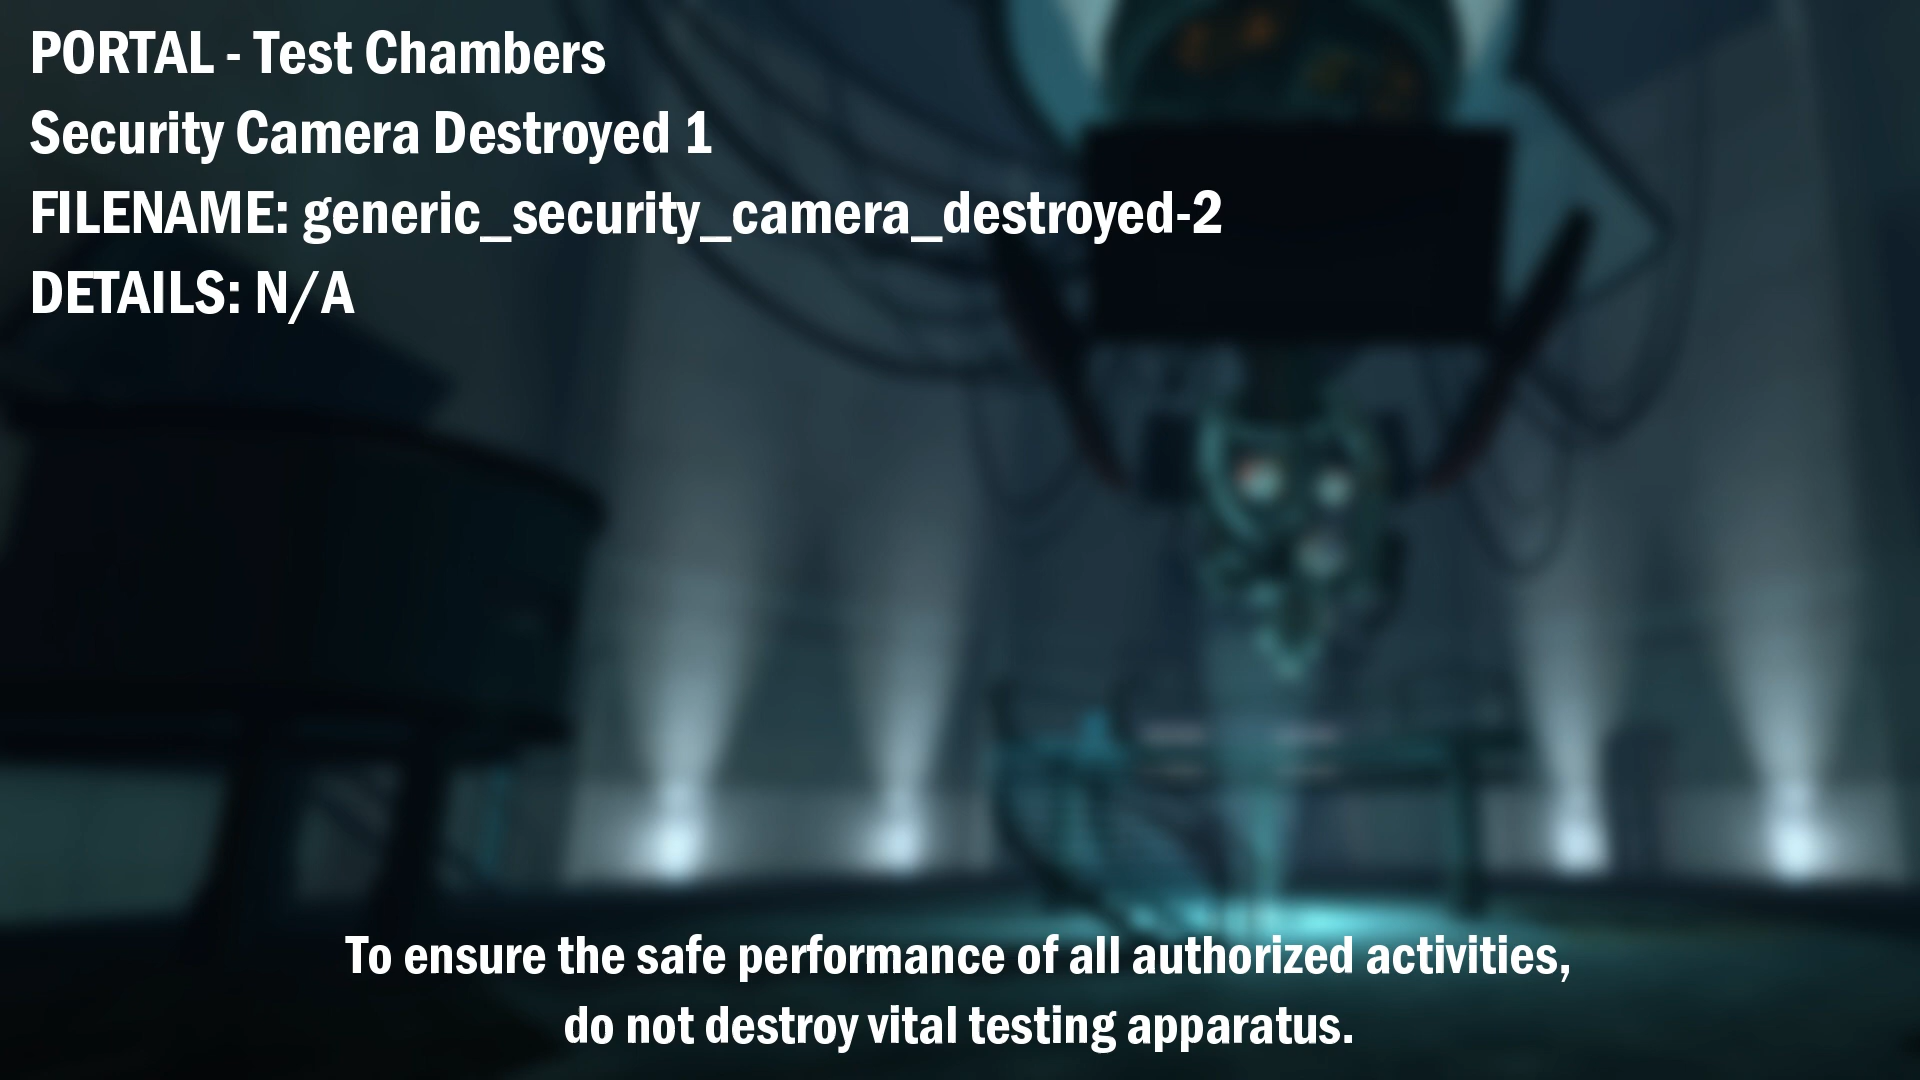 PORTAL - Test Chambers
Security Camera Destroyed 1
FILENAME: generic_security_camera_destroyed-2
DETAILS: N/A
To ensure the safe performance of all authorized activities,
do not destroy vital testing apparatus.